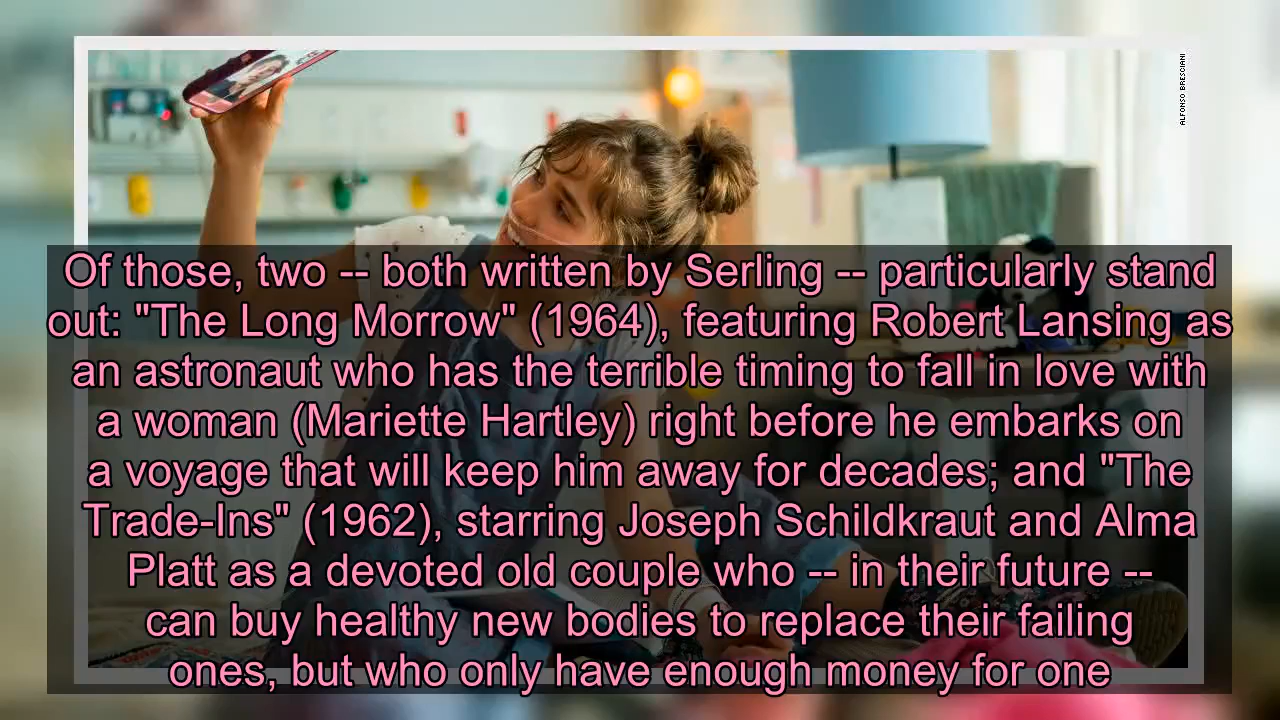 ALFONSO BRESCIANI
Of those, two -- both written by Serling -- particularly stand
out: "The Long Morrow" (1964), featuring Robert Lansing as
an astronaut who has the terrible timing to fall in love with
a woman (Mariette Hartley) right before he embarks on
a voyage that will keep him away for decades; and "The
Trade-Ins" (1962), starring Joseph Schildkraut and Alma
Platt as a devoted old couple who -- in their future --
can buy healthy new bodies to replace their failing
ones, but who only have enough money for one